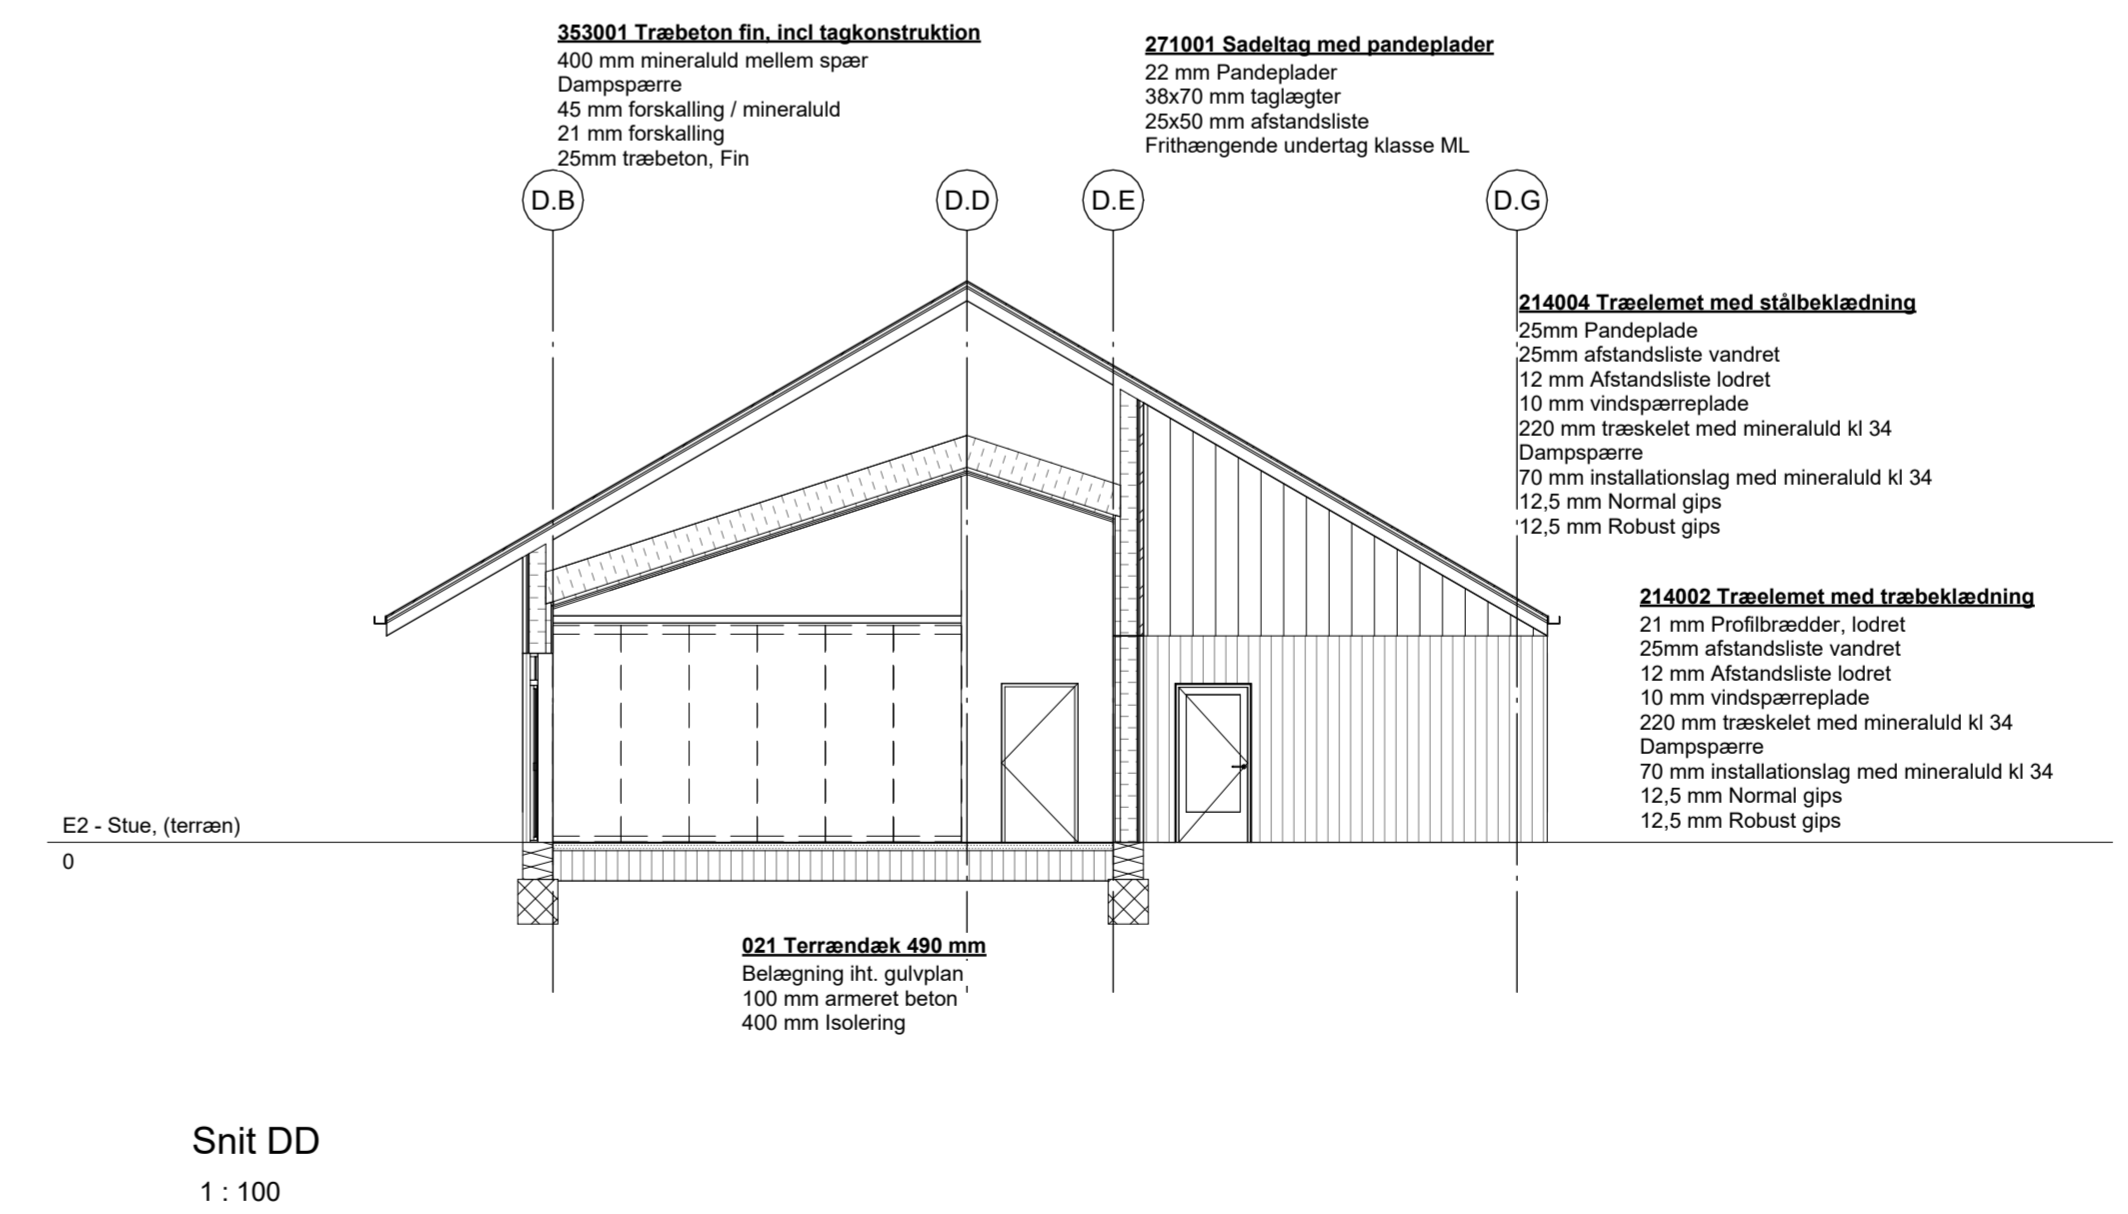 353001 Træbeton fin, incl tagkonstruktion
400 mm mineraluld mellem spær
Dampspærre
45 mm forskalling / mineraluld
21 mm forskalling
25mm træbeton, Fin
271001 Sadeltag med pandeplader
22 mm Pandeplader
38x70 mm taglægter
25x50 mm afstandsliste
Frithængende undertag klasse ML
D.B
D.D
D.E
D.G
214004 Træelemet med stålbeklædning
25mm Pandeplade
25mm afstandsliste vandret
12 mm Afstandsliste lodret
10 mm vindspærreplade
220 mm træskelet med mineraluld kl 34
Dampspærre
70 mm installationslag med mineraluld kl 34
12,5 mm Normal gips
12,5 mm Robust gips
214002 Træelemet med træbeklædning
21 mm Profilbrædder, lodret
25mm afstandsliste vandret
12 mm Afstandsliste lodret
10 mm vindspærreplade
220 mm træskelet med mineraluld kl 34
Dampspærre
70 mm installationslag med mineraluld kl 34
12,5 mm Normal gips
12,5 mm Robust gips
E2 - Stue, (terræn)
0
021 Terrændæk 490 mm
Belægning iht. gulvplan
100 mm armeret beton
400 mm Isolering
Snit DD
1 : 100